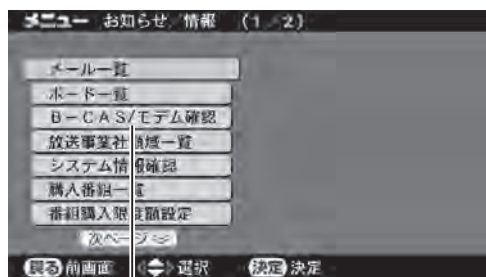 メニュー お知らせ/情報 (1/2)
メール一覧
ボード一覧
B-CAS/モデム確認
放送事業社領域一覧
システム情報確認
購入番組一覧
番組購入限度額設定
次ページ
戻る 前画面 選択 決定 決定